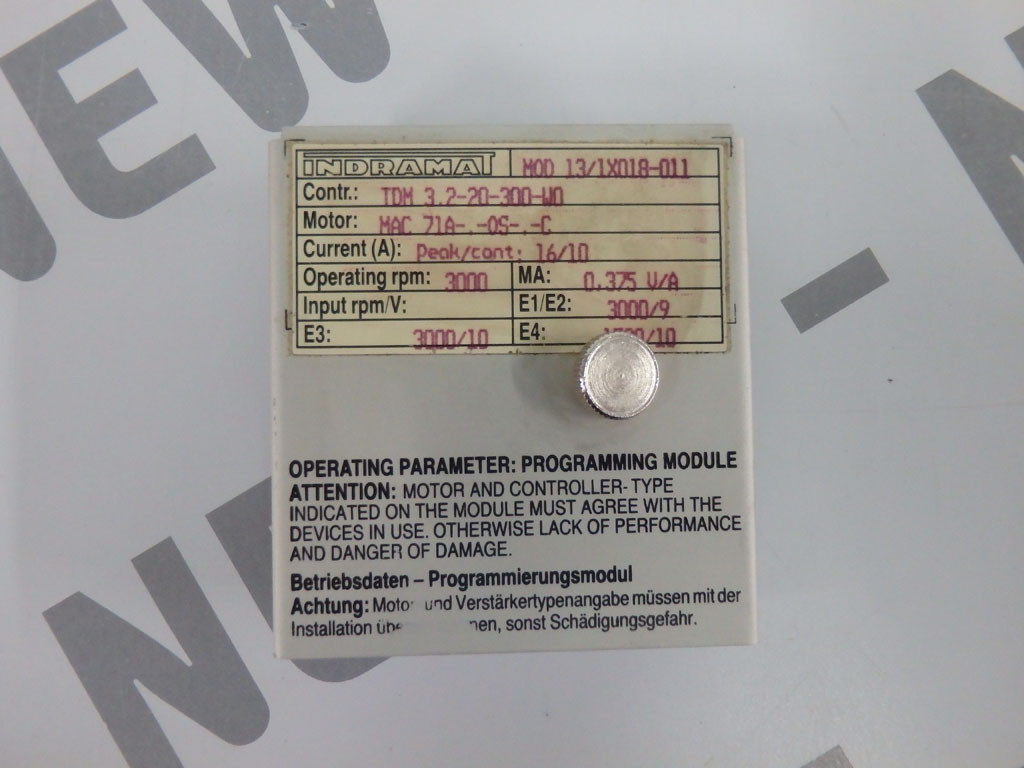 NEW
INDRAMAT MOD 13/1X018-011
Contr.: TDM 3.2-20-300-W0
Motor: MAC 71A-.-OS-.-C
Current (A): Peak/cont: 16/10
Operating rpm: 3000 MA: 0.375 V/A
Input rpm/V: E1/E2: 3000/9
E3: 3000/10 E4:
OPERATING PARAMETER: PROGRAMMING MODULE
ATTENTION: MOTOR AND CONTROLLER-TYPE
INDICATED ON THE MODULE MUST AGREE WITH THE
DEVICES IN USE. OTHERWISE LACK OF PERFORMANCE
AND DANGER OF DAMAGE.
Betriebsdaten – Programmierungsmodul
Achtung: Motor und Verstärkertypenangabe müssen mit der
Installation sonst Schädigungsgefahr.